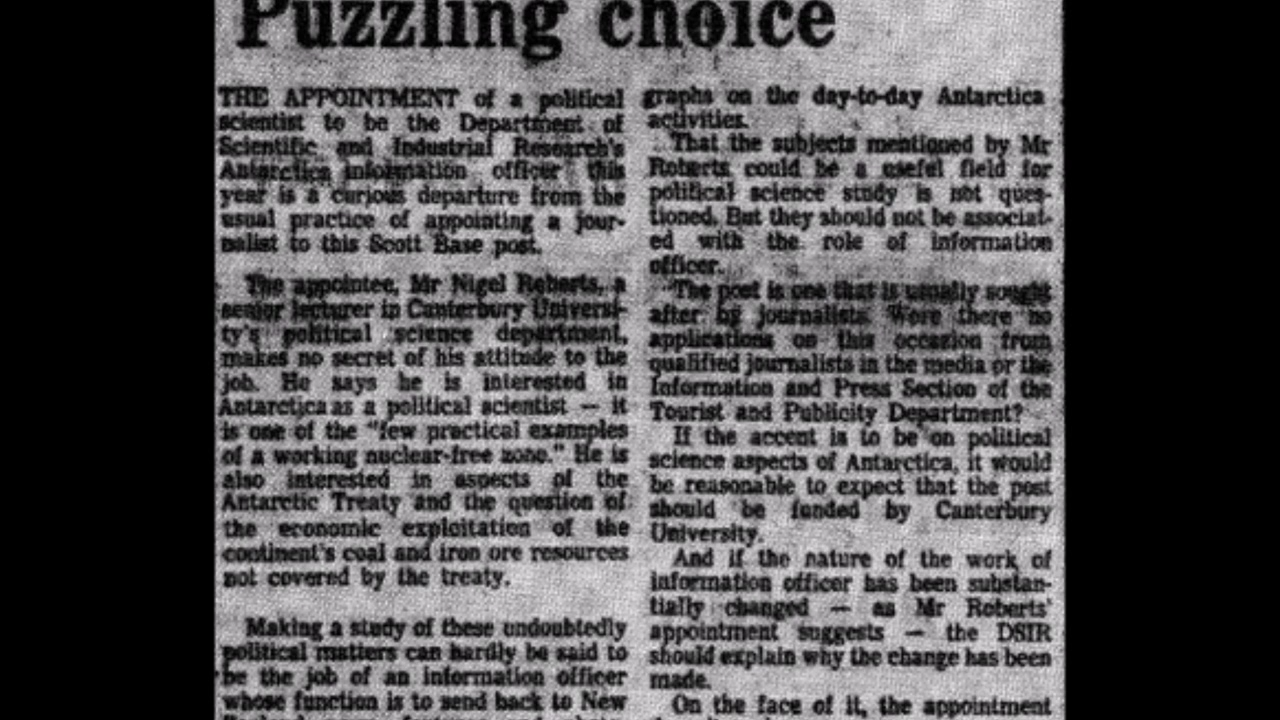 Puzzling choice
THE APPOINTMENT of a political
scientist to be the Department of
Scientific and Industrial Research's
Antarctica information officer this
year is a curious departure from the
usual practice of appointing a jour-
nalist to this Scott Base post.
The appointee, Mr Nigel Roberts, a
senior lecturer in Canterbury Universi-
ty's political science department,
makes no secret of his attitude to the
job. He says he is interested in
Antarctica as a political scientist — it
is one of the "few practical examples
of a working nuclear-free zone." He is
also interested in aspects of the
Antarctic Treaty and the question of
the economic exploitation of the
continent's coal and iron ore resources
not covered by the treaty.
Making a study of these undoubtedly
political matters can hardly be said to
be the job of an information officer
whose function is to send back to New
graphs on the day-to-day Antarctica
activities.
That the subjects mentioned by Mr
Roberts could be a useful field for
political science study is not ques-
tioned. But they should not be associat-
ed with the role of information
officer.
The post is one that is usually sought
after by journalists. Were there no
applications on this occasion from
qualified journalists in the media or the
Information and Press Section of the
Tourist and Publicity Department?
If the accent is to be on political
science aspects of Antarctica, it would
be reasonable to expect that the post
should be funded by Canterbury
University.
And if the nature of the work of
information officer has been substan-
tially changed — as Mr Roberts'
appointment suggests — the DSIR
should explain why the change has been
made.
On the face of it, the appointment